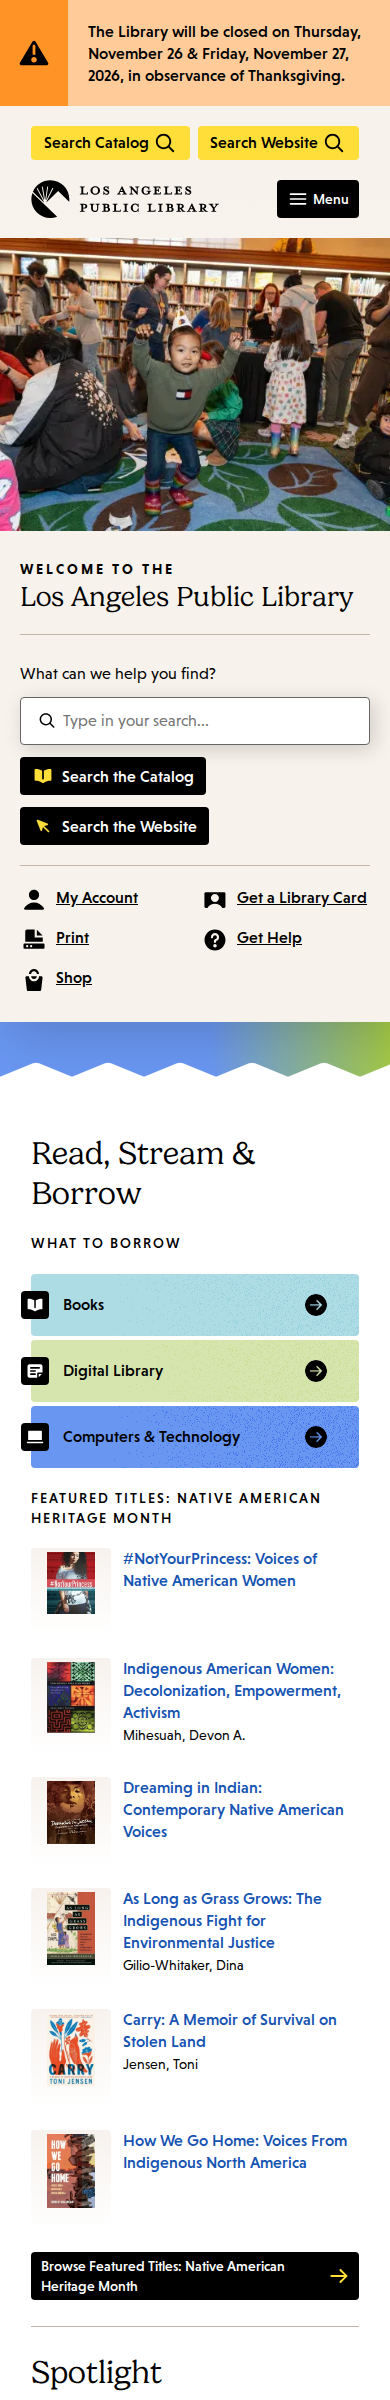 The Library will be closed on Thursday,
November 26 & Friday, November 27,
2026, in observance of Thanksgiving.
Search Catalog
Search Website
LOS ANGELES
PUBLIC LIBRARY
Menu
WELCOME TO THE
Los Angeles Public Library
What can we help you find?
Type in your search...
Search the Catalog
Search the Website
My Account
Get a Library Card
Print
Get Help
Shop
Read, Stream &
Borrow
WHAT TO BORROW
Books
Digital Library
Computers & Technology
FEATURED TITLES: NATIVE AMERICAN
HERITAGE MONTH
#NotYourPrincess
#NotYourPrincess: Voices of
Native American Women
Indigenous American Women:
Decolonization, Empowerment,
Activism
Mihesuah, Devon A.
Dreaming in Indian:
Contemporary Native American
Voices
AS LONG
AS
GRASS
GROWS
As Long as Grass Grows: The
Indigenous Fight for
Environmental Justice
Gilio-Whitaker, Dina
CARRY
TONI JENSEN
Carry: A Memoir of Survival on
Stolen Land
Jensen, Toni
HOW
WE
GO
HOME
How We Go Home: Voices From
Indigenous North America
Browse Featured Titles: Native American
Heritage Month
Spotlight